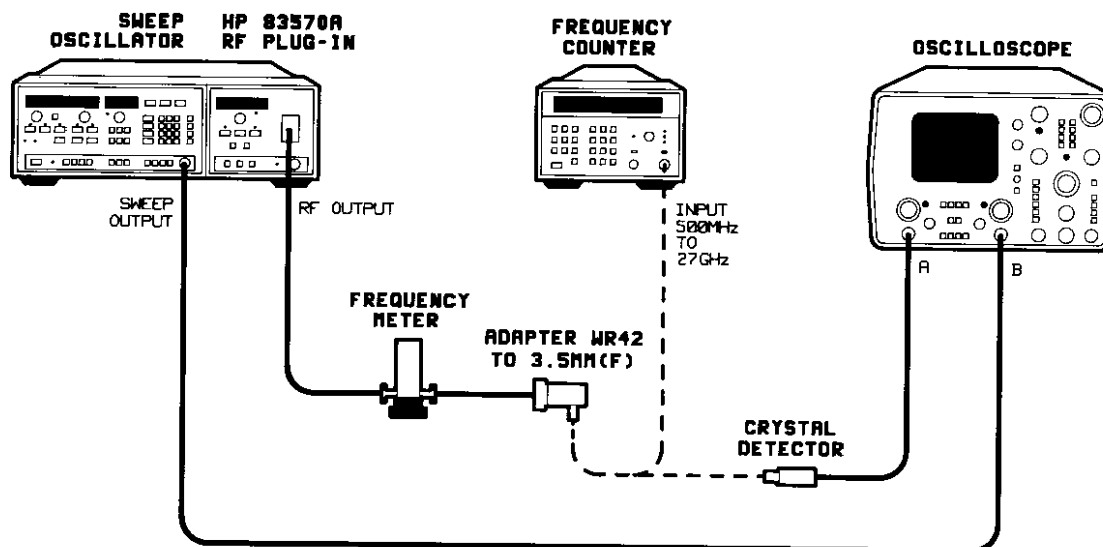 SWEEP
OSCILLATOR
HP 83570A
RF PLUG-IN
FREQUENCY
COUNTER
OSCILLOSCOPE
SWEEP
OUTPUT
RF OUTPUT
INPUT
500MHz
TO
27GHz
A
B
FREQUENCY
METER
ADAPTER WR42
TO 3.5MM(F)
CRYSTAL
DETECTOR